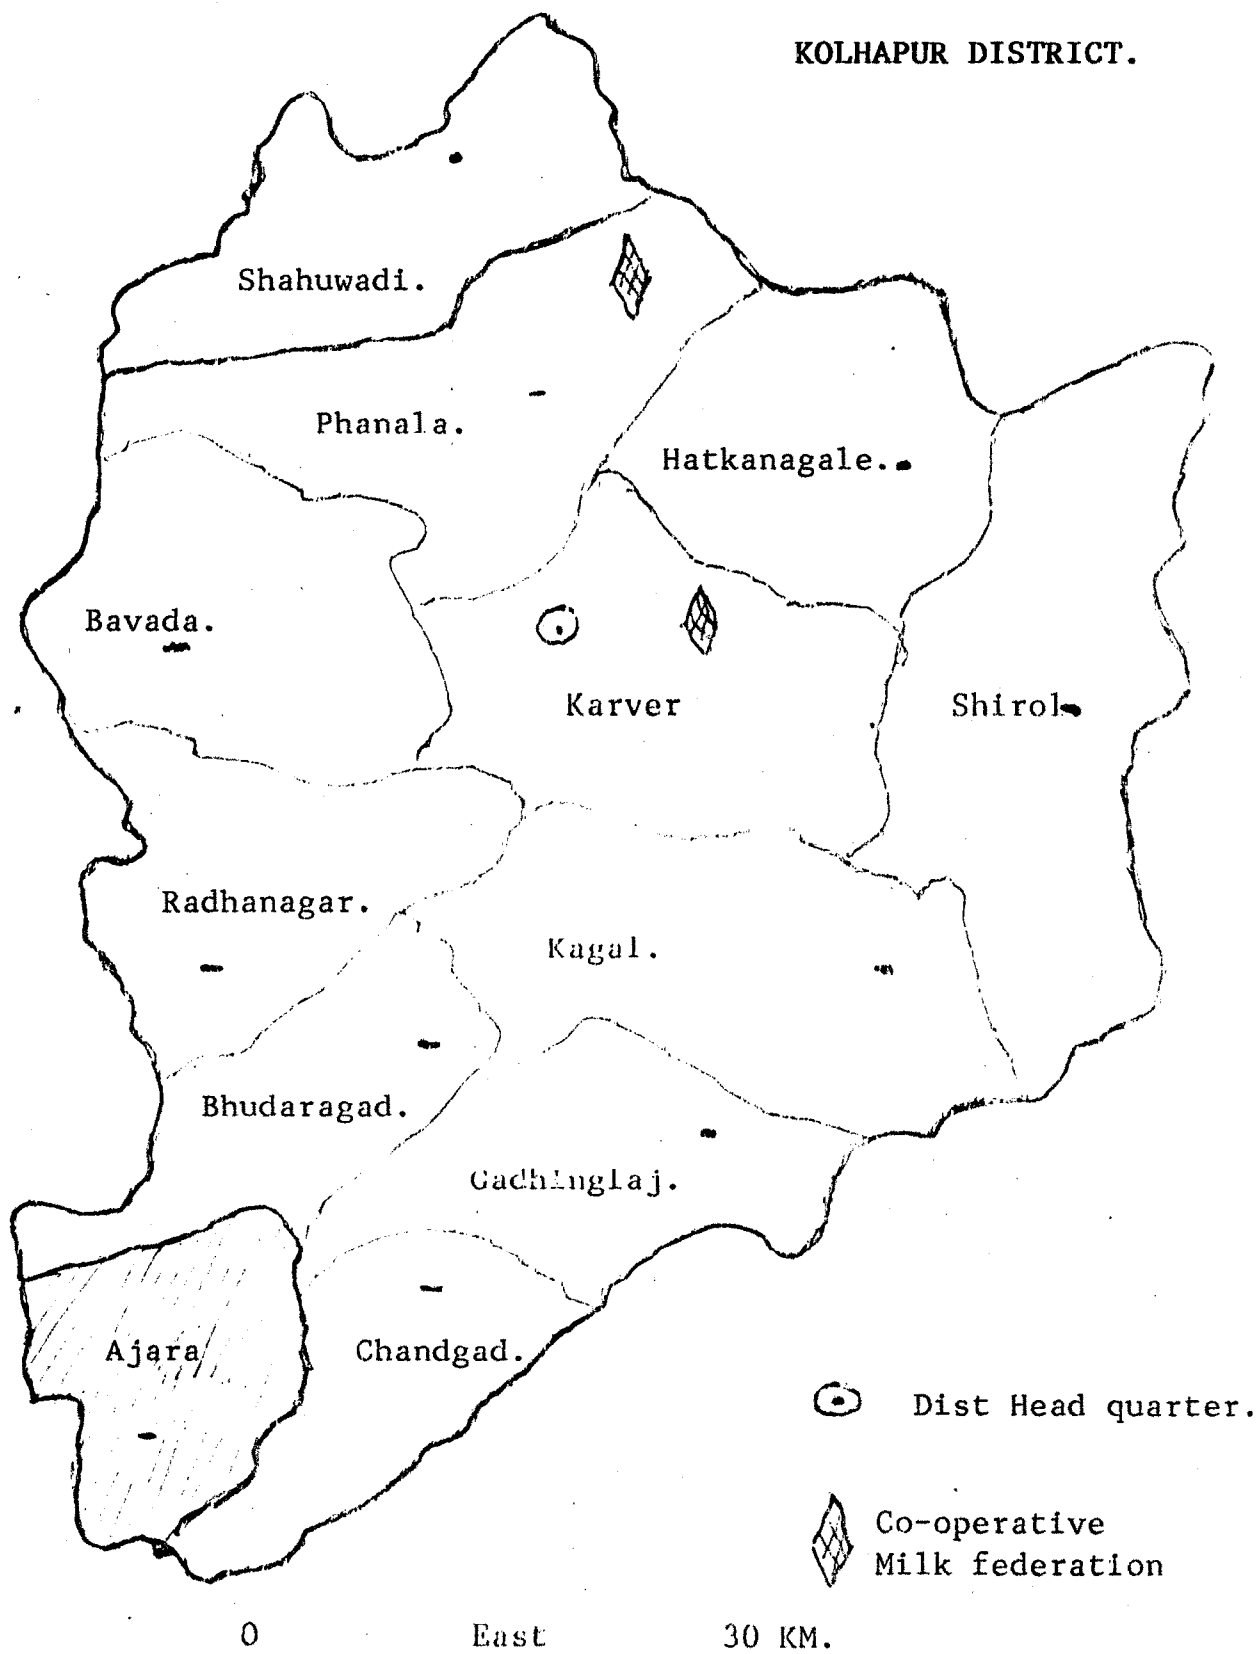 KOLHAPUR DISTRICT.
Shahuwadi.
Phanala.
Hatkanagale.
Bavada.
Karver
Shirol
Radhanagar.
Kagal.
Bhudaragad.
Gadhinglaj.
Ajara
Chandgad.
Dist Head quarter.
Co-operative
Milk federation
0 East 30 KM.